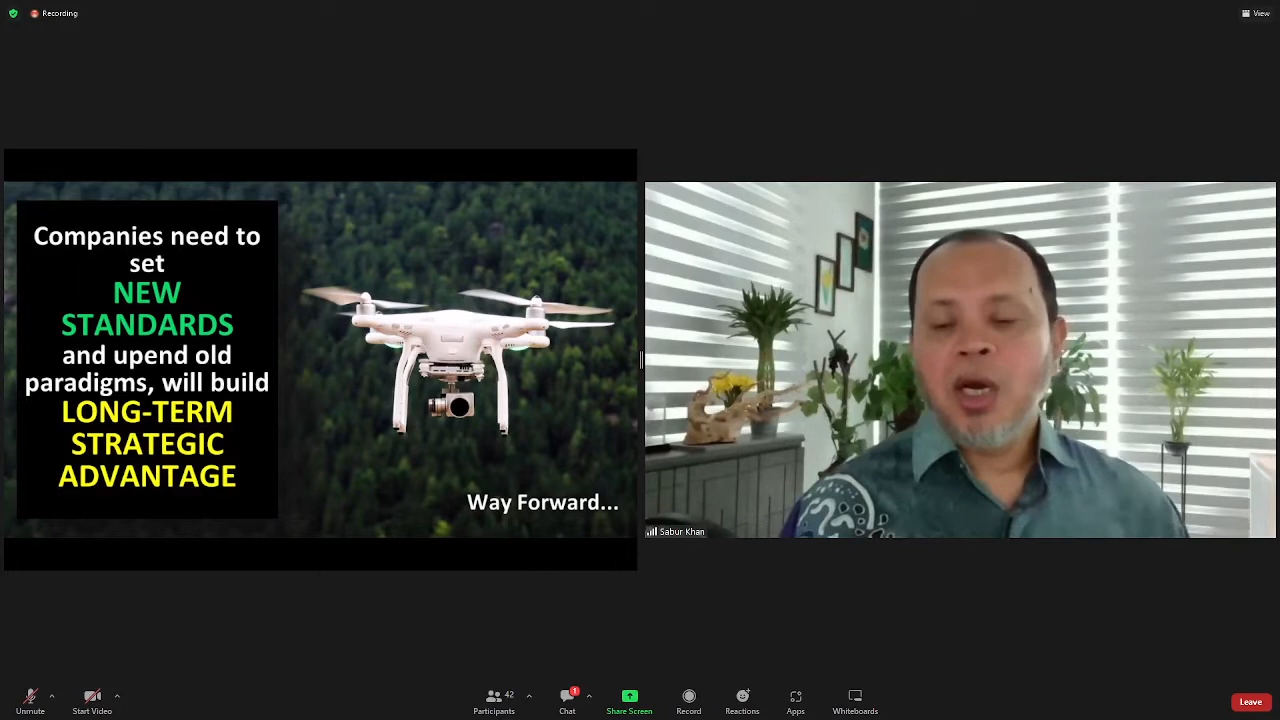 Recording
View
Companies need to
set
NEW
STANDARDS
and upend old
paradigms, will build
LONG-TERM
STRATEGIC
ADVANTAGE
Way Forward...
Sabur Khan
Unmute
Start Video
42
Participants
1
Chat
Share Screen
Record
Reactions
Apps
Whiteboards
Leave